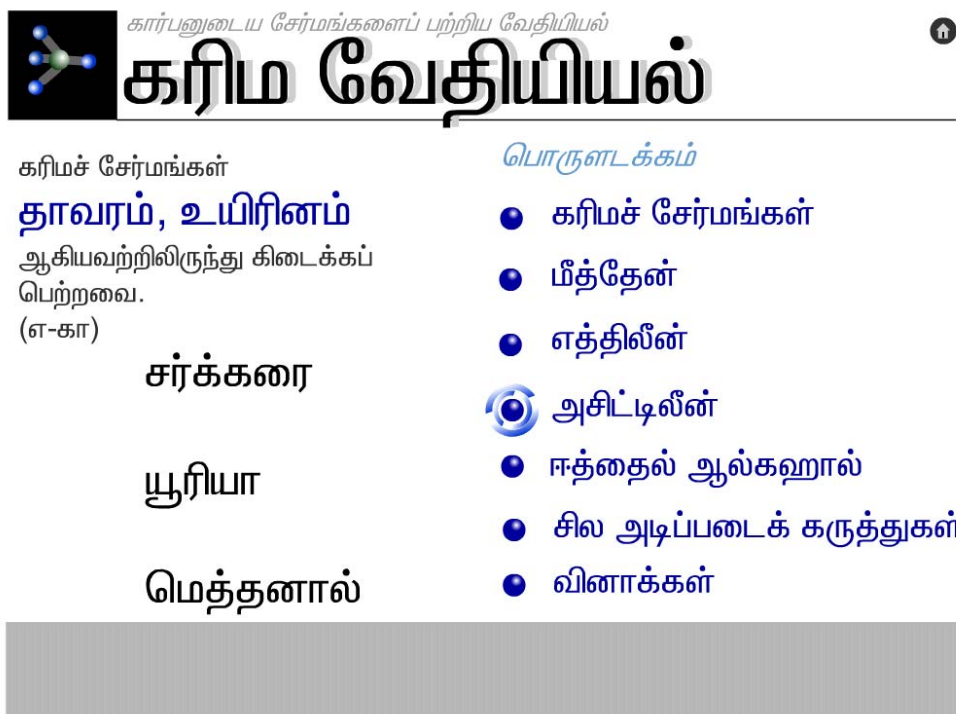 கார்பனுடைய சேர்மங்களைப் பற்றிய வேதியியல்
கரிம வேதியியல்
கரிமச் சேர்மங்கள்
தாவரம், உயிரினம்
ஆகியவற்றிலிருந்து கிடைக்கப்
பெற்றவை.
(எ-கா)
சர்க்கரை
யூரியா
மெத்தனால்
பொருளடக்கம்
கரிமச் சேர்மங்கள்
மீத்தேன்
எத்திலீன்
அசிட்டிலீன்
ஈத்தைல் ஆல்கஹால்
சில அடிப்படைக் கருத்துகள்
வினாக்கள்